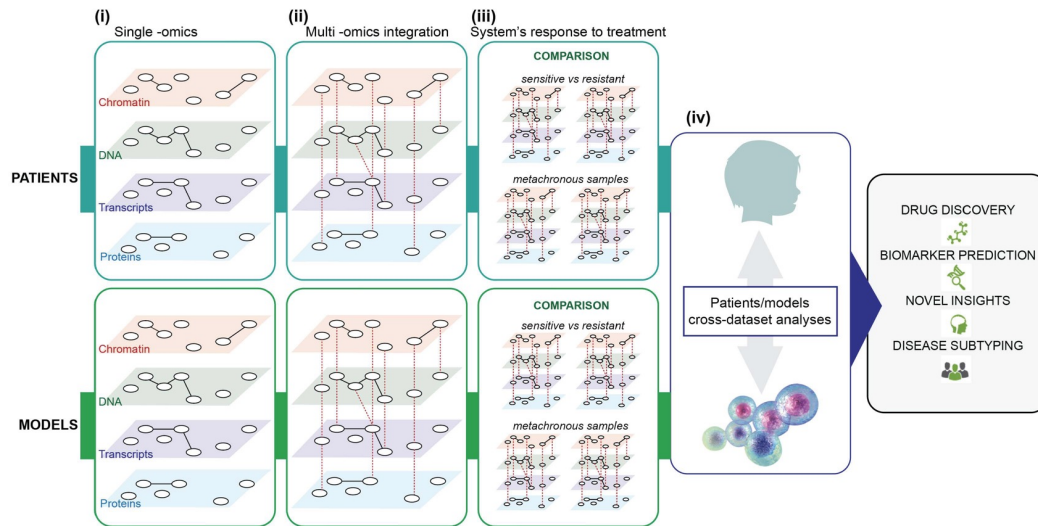 (i)
Single -omics
(ii)
Multi -omics integration
(iii)
System's response to treatment
PATIENTS
Chromatin
DNA
Transcripts
Proteins
COMPARISON
sensitive vs resistant
metachronous samples
MODELS
Chromatin
DNA
Transcripts
Proteins
COMPARISON
sensitive vs resistant
metachronous samples
(iv)
Patients/models
cross-dataset analyses
DRUG DISCOVERY
BIOMARKER PREDICTION
NOVEL INSIGHTS
DISEASE SUBTYPING